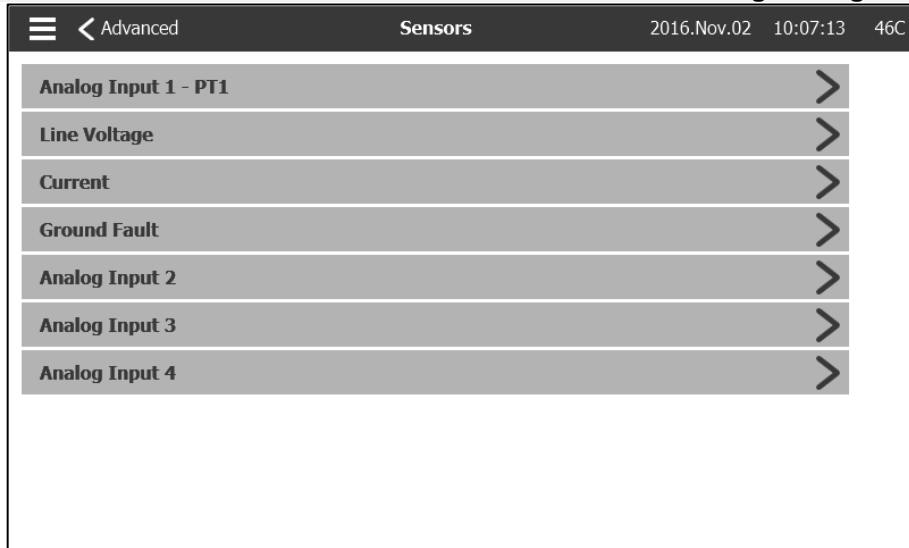 Advanced Sensors 2016.Nov.02 10:07:13 46C
Analog Input 1 - PT1
Line Voltage
Current
Ground Fault
Analog Input 2
Analog Input 3
Analog Input 4